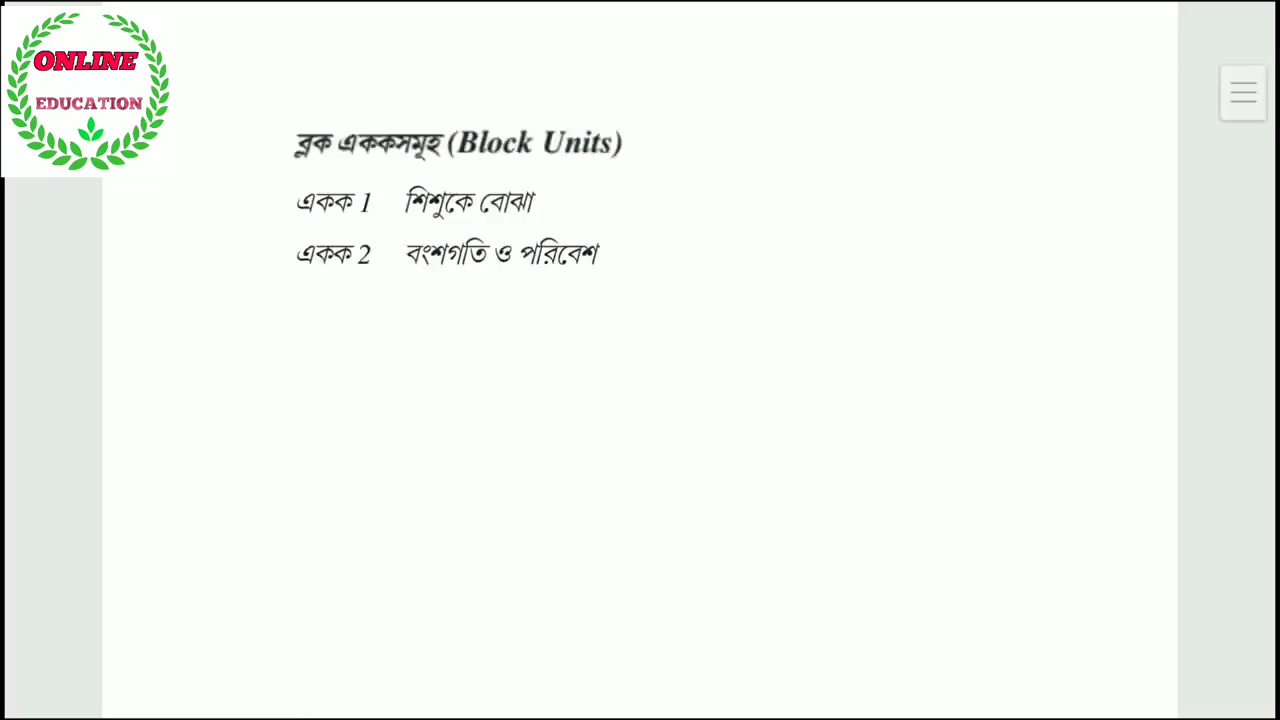 ONLINE
EDUCATION
ব্লক এককসমূহ (Block Units)
একক 1 শিশুকে বোঝা
একক 2 বংশগতি ও পরিবেশ